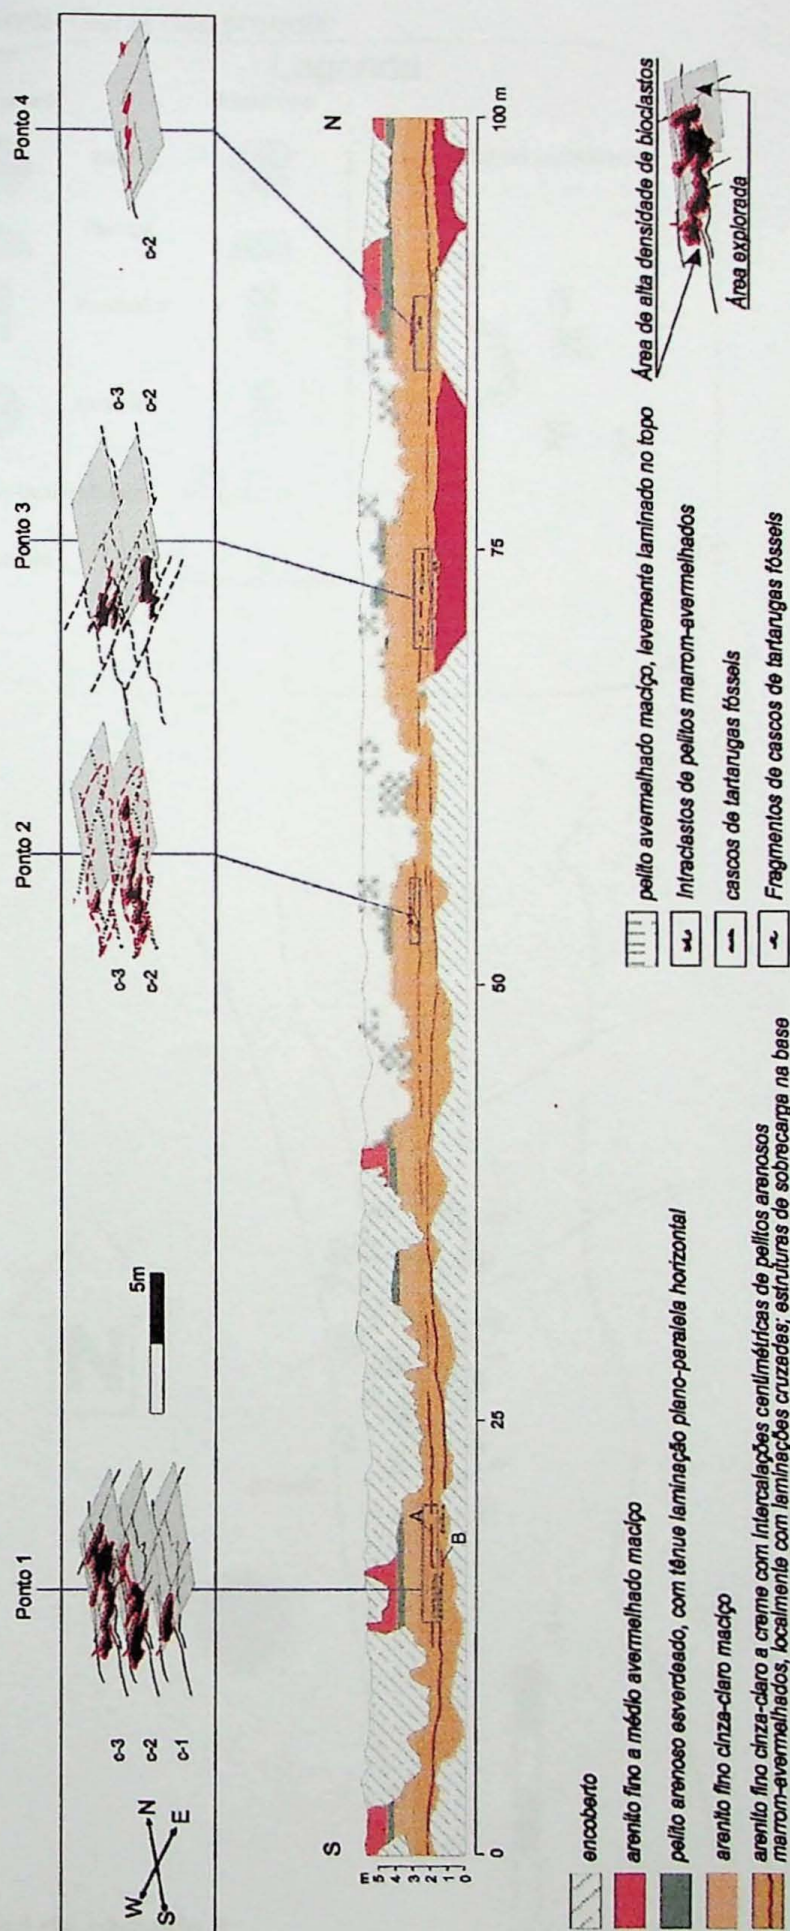 Ponto 1
Ponto 2
Ponto 3
Ponto 4
W
N
S
E
c-3
c-2
c-1
5m
c-3
c-2
c-3
c-2
c-2
S
N
A
B
m
5
4
3
2
1
0
0
25
50
75
100 m
encoberto
arenito fino a médio avermelhado maciço
pelito arenoso esverdeado, com tênue laminação plano-paralela horizontal
arenito fino cinza-claro maciço
arenito fino cinza-claro a creme com intercalações centimétricas de pelitos arenosos
marrom-avermelhados, localmente com laminações cruzadas; estruturas de sobrecarga na base
pelito avermelhado maciço, levemente laminado no topo
Intraclastos de pelitos marrom-avermelhados
cascos de tartarugas fósseis
Fragmentos de cascos de tartarugas fósseis
Área de alta densidade de bioclastos
Área explorada